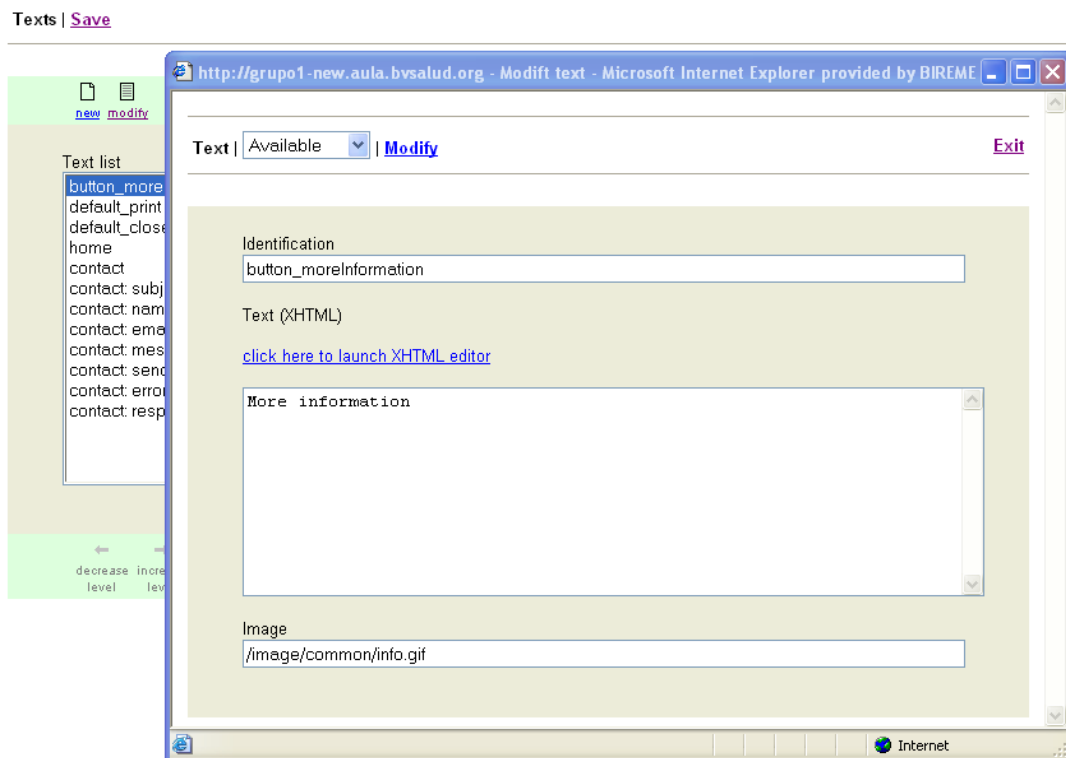 Texts | Save
new modify
Text list
button_more
default_print
default_close
home
contact
contact: subj
contact: nam
contact: ema
contact: mes
contact: send
contact: error
contact: resp
decrease level
incre lev
http://grupo1-new.aula.bvsalud.org - Modift text - Microsoft Internet Explorer provided by BIREME
Text | Available | Modify
Exit
Identification
button_moreInformation
Text (XHTML)
click here to launch XHTML editor
More information
Image
/image/common/info.gif
Internet